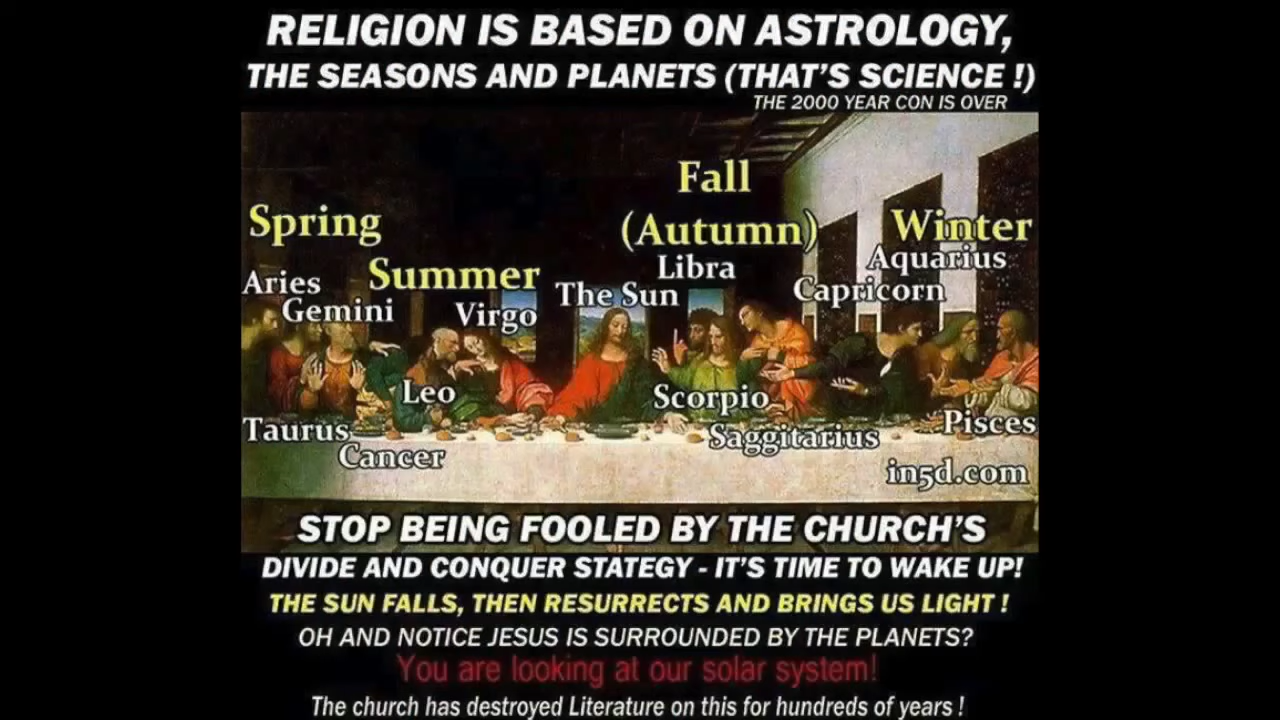 RELIGION IS BASED ON ASTROLOGY,
THE SEASONS AND PLANETS (THAT'S SCIENCE !)
THE 2000 YEAR CON IS OVER
Fall
Spring
(Autumn)
Winter
Summer
Libra
Aquarius
Aries
The Sun
Capricorn
Gemini
Virgo
Leo
Scorpio
Taurus
Saggitarius
Pisces
Cancer
in5d.com
STOP BEING FOOLED BY THE CHURCH'S
DIVIDE AND CONQUER STATEGY - IT'S TIME TO WAKE UP!
THE SUN FALLS, THEN RESURRECTS AND BRINGS US LIGHT !
OH AND NOTICE JESUS IS SURROUNDED BY THE PLANETS?
You are looking at our solar system!
The church has destroyed Literature on this for hundreds of years !